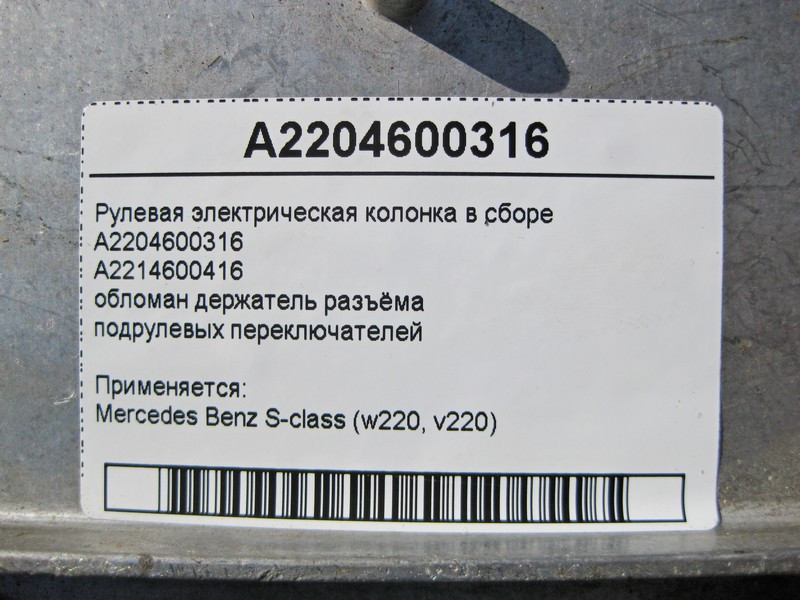 A2204600316
Рулевая электрическая колонка в сборе
A2204600316
A2214600416
обломан держатель разъёма
подрулевых переключателей
Применяется:
Mercedes Benz S-class (w220, v220)